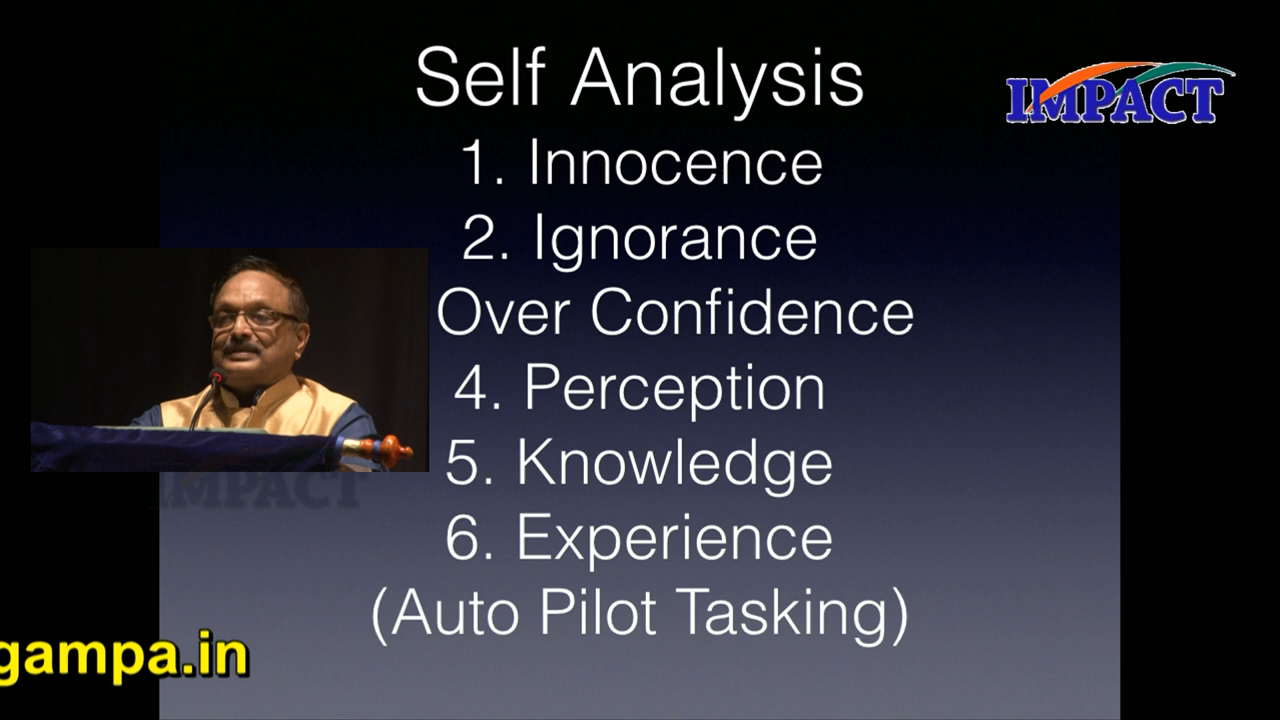 Self Analysis
IMPACT
1. Innocence
2. Ignorance
Over Confidence
4. Perception
5. Knowledge
IMPACT
6. Experience
(Auto Pilot Tasking)
gampa.in